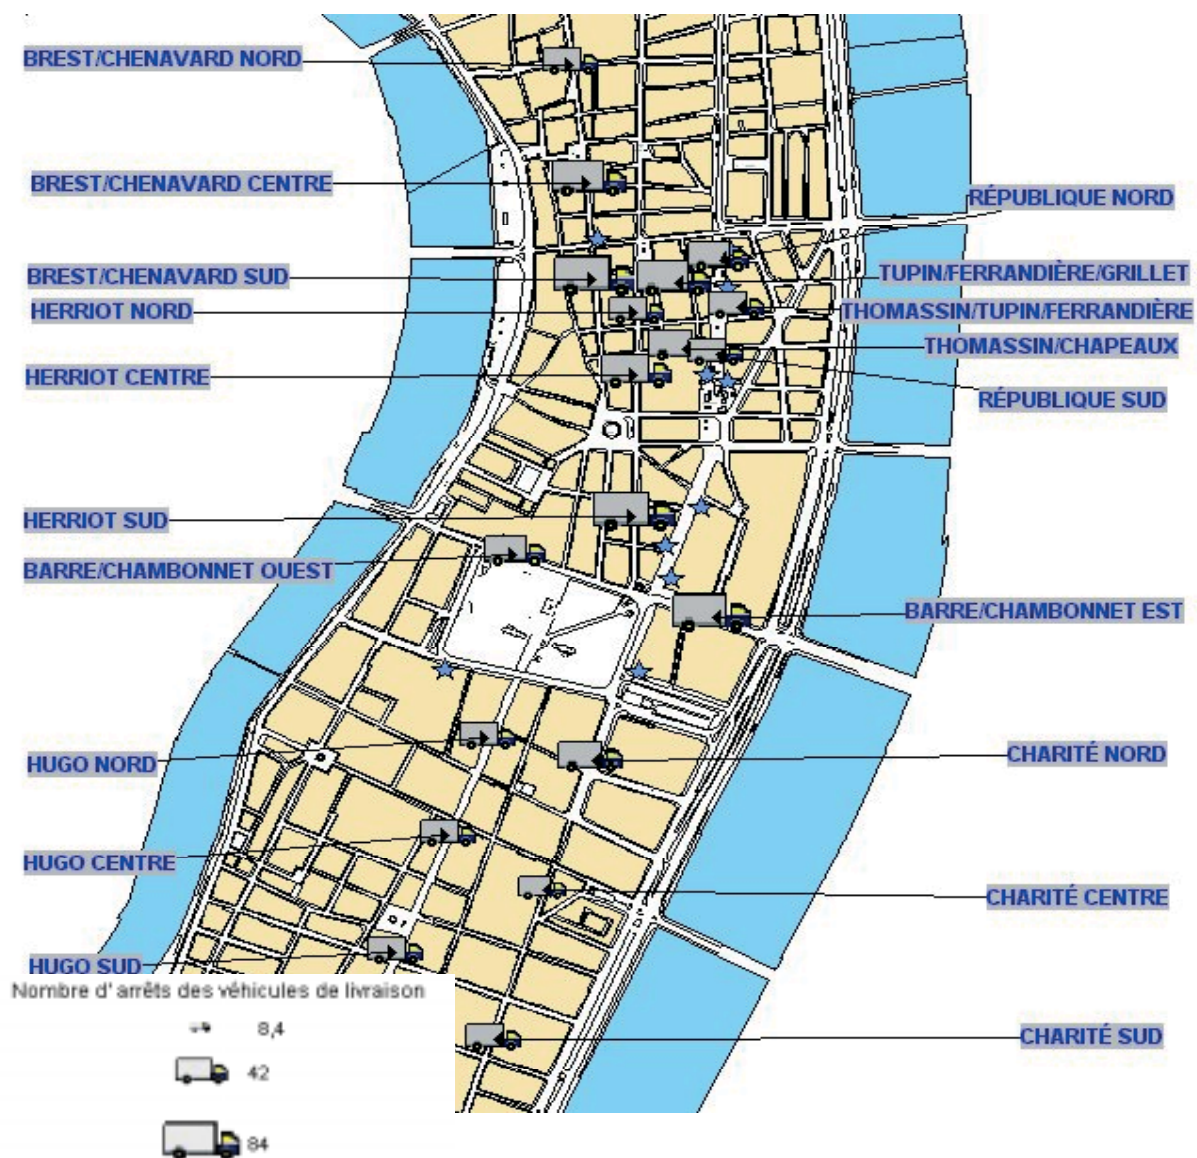 BREST/CHENAVARD NORD
BREST/CHENAVARD CENTRE
RÉPUBLIQUE NORD
BREST/CHENAVARD SUD
TUPIN/FERRANDIÈRE/GRILLET
HERRIOT NORD
THOMASSIN/TUPIN/FERRANDIÈRE
THOMASSIN/CHAPEAUX
HERRIOT CENTRE
RÉPUBLIQUE SUD
HERRIOT SUD
BARRE/CHAMBONNET OUEST
BARRE/CHAMBONNET EST
HUGO NORD
CHARITÉ NORD
HUGO CENTRE
CHARITÉ CENTRE
HUGO SUD
CHARITÉ SUD
Nombre d'arrêts des véhicules de livraison
8,4
42
84